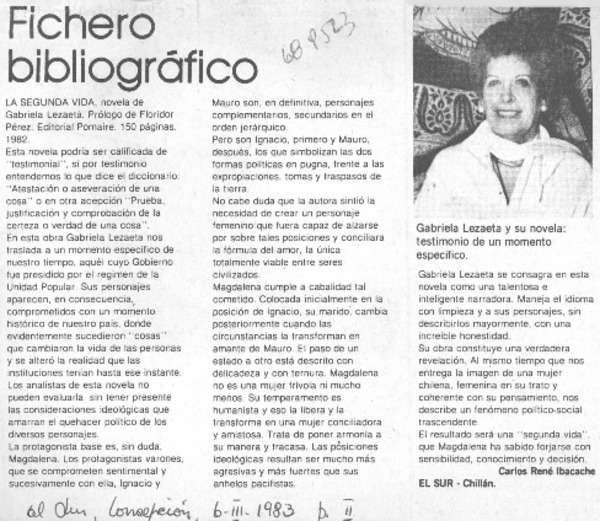 Fichero
bibliográfico
LA SEGUNDA VIDA, novela de
Gabriela Lezaeta. Prólogo de Floridor
Pérez. Editorial Pomaire. 150 páginas.
1982.
Esta novela podría ser calificada de
"testimonial", si por testimonio
entendemos lo que dice el diccionario:
"Atestación o aseveración de una
cosa" o en otra acepción "Prueba,
justificación y comprobación de la
certeza o verdad de una cosa".
En esta obra Gabriela Lezaeta nos
traslada a un momento específico de
nuestro tiempo, aquél cuyo Gobierno
fue presidido por el regimen de la
Unidad Popular. Sus personajes
aparecen, en consecuencia,
comprometidos con un momento
histórico de nuestro país, donde
evidentemente sucedieron "cosas"
que cambiaron la vida de las personas
y se alteró la realidad que las
instituciones tenían hasta ese instante.
Los analistas de esta novela no
pueden evaluarla, sin tener presente
las consideraciones ideológicas que
amarran el quehacer político de los
diversos personajes.
La protagonista base es, sin duda,
Magdalena. Los protagonistas varones,
que se comprometen sentimental y
sucesivamente con ella, Ignacio y
Mauro son, en definitiva, personajes
complementarios, secundarios en el
orden jerárquico.
Pero son Ignacio, primero y Mauro,
después, los que simbolizan las dos
formas políticas en pugna, frente a las
expropiaciones, tomas y traspasos de
la tierra.
No cabe duda que la autora sintió la
necesidad de crear un personaje
femenino que fuera capaz de alzarse
por sobre tales posiciones y conciliara
la fórmula del amor, la única
totalmente viable entre seres
civilizados.
Magdalena cumple a cabalidad tal
cometido. Colocada inicialmente en la
posición de Ignacio, su marido, cambia
posteriormente cuando las
circunstancias la transforman en
amante de Mauro. El paso de un
estado a otro está descrito con
delicadeza y con ternura. Magdalena
no es una mujer frívola ni mucho
menos. Su temperamento es
humanista y eso la libera y la
transforma en una mujer conciliadora
y amistosa. Trata de poner armonía a
su manera y tracasa. Las posiciones
ideológicas resultan ser mucho más
agresivas y más fuertes que sus
anhelos pacifistas.
Gabriela Lezaeta y su novela:
testimonio de un momento
específico.
Gabriela Lezaeta se consagra en esta
novela como una talentosa e
inteligente narradora. Maneja el idioma
con limpieza y a sus personajes, sin
describirlos mayormente, con una
increíble honestidad.
Su obra constituye una verdadera
revelación. Al mismo tiempo que nos
entrega la imagen de una mujer
chilena, femenina en su trato y
coherente con su pensamiento, nos
describe un fenómeno político-social
trascendente.
El resultado será una "segunda vida",
que Magdalena ha sabido forjarse con
sensibilidad, conocimiento y decisión.
Carlos René Ibacache
EL SUR - Chillán.
el Sur, Concepción, 6-III-1983 p. II